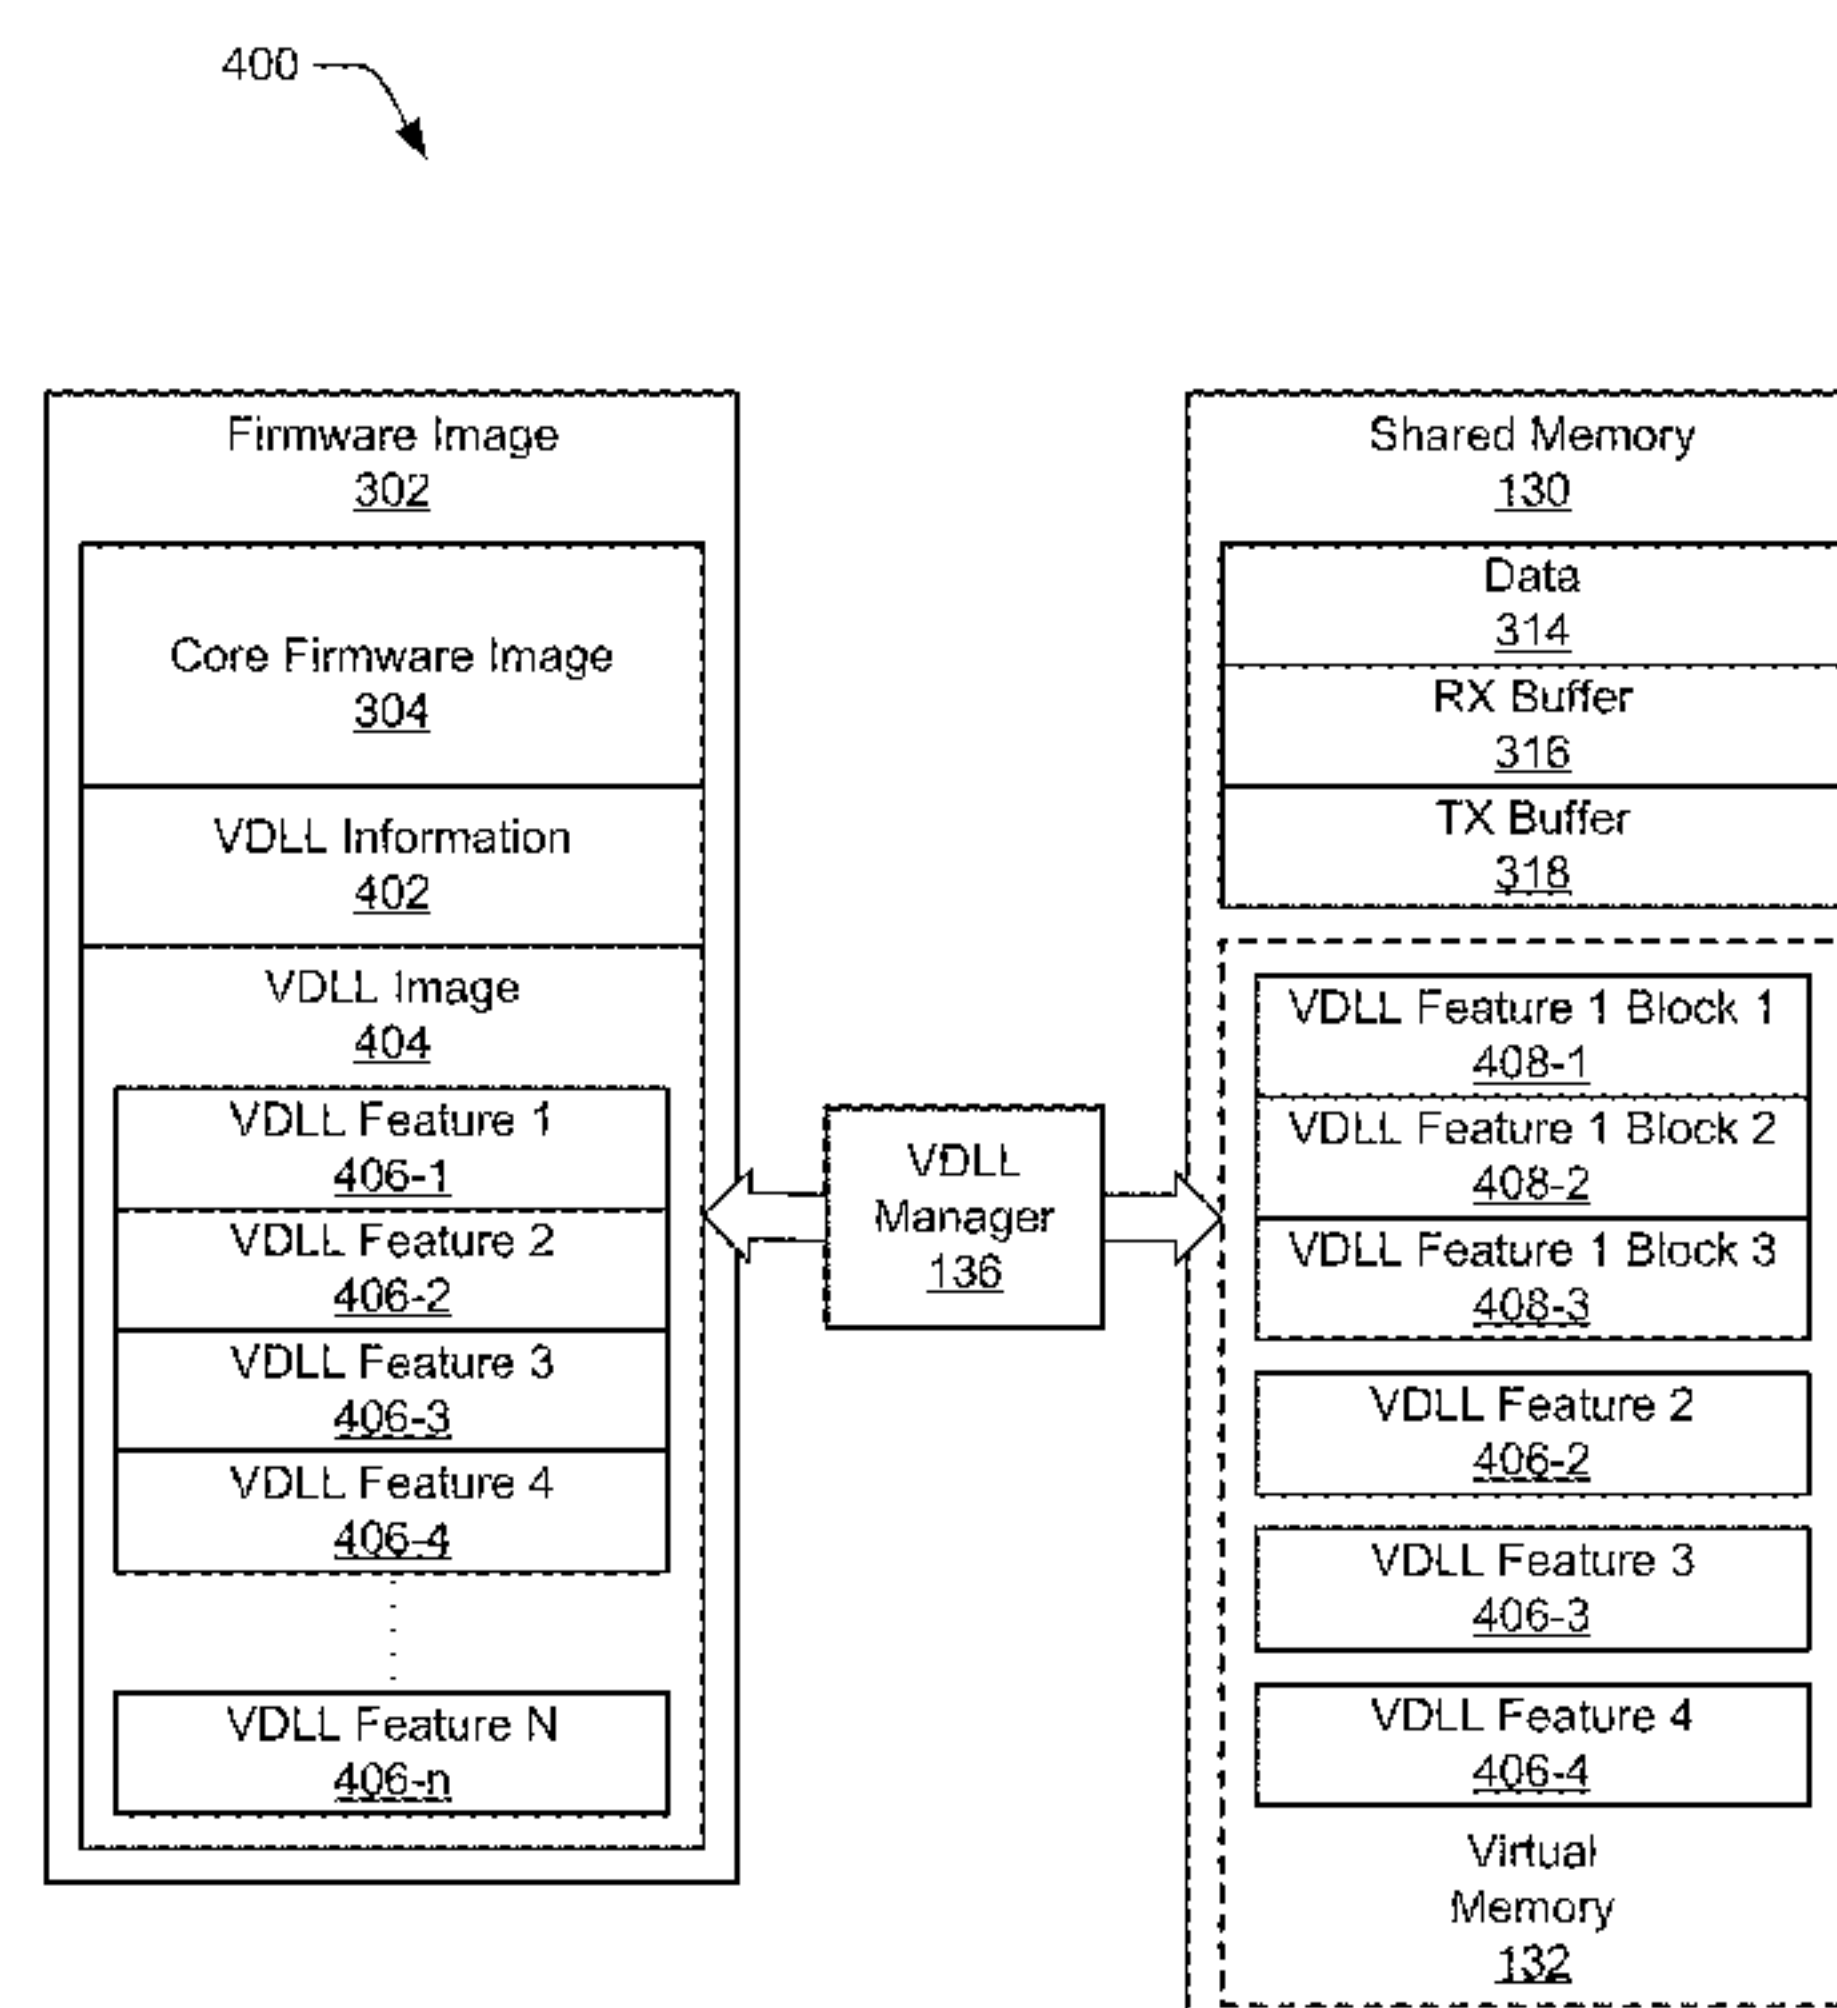 400
Firmware Image
302
Core Firmware Image
304
VDLL Information
402
VDLL Image
404
VDLL Feature 1
406-1
VDLL Feature 2
406-2
VDLL Feature 3
406-3
VDLL Feature 4
406-4
VDLL Feature N
406-n
VDLL
Manager
136
Shared Memory
130
Data
314
RX Buffer
316
TX Buffer
318
VDLL Feature 1 Block 1
408-1
VDLL Feature 1 Block 2
408-2
VDLL Feature 1 Block 3
408-3
VDLL Feature 2
406-2
VDLL Feature 3
406-3
VDLL Feature 4
406-4
Virtual
Memory
132